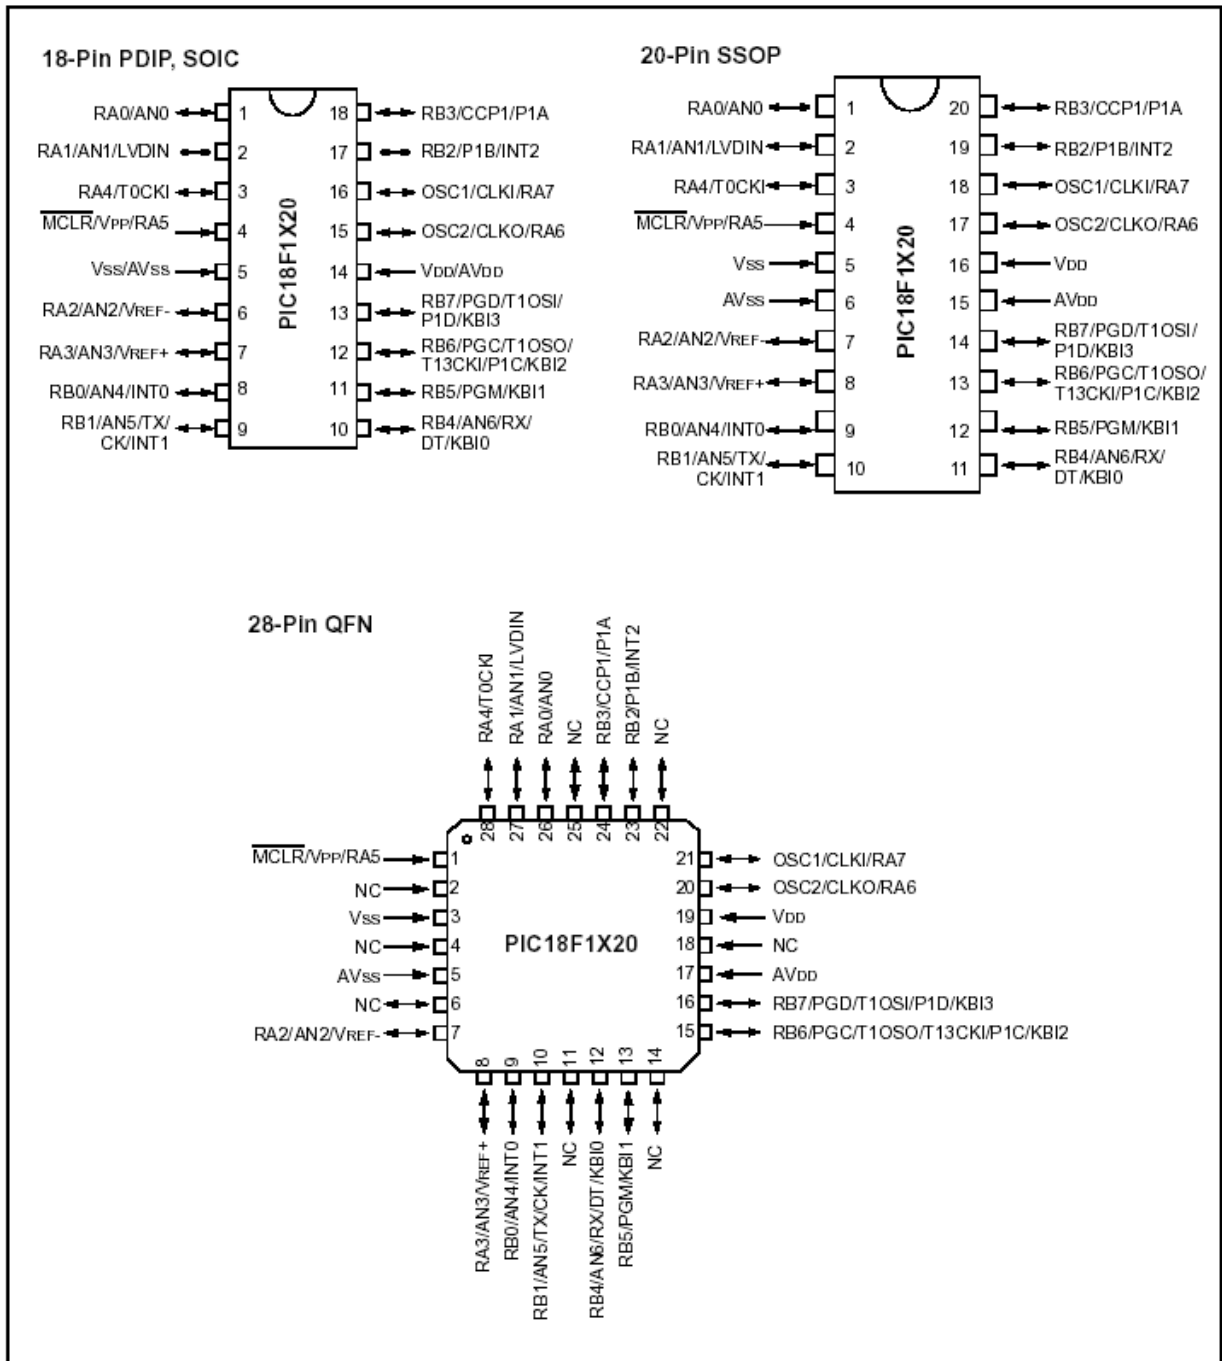 18-Pin PDIP, SOIC
RA0/AN0
RA1/AN1/LVDIN
RA4/T0CKI
MCLR/VPP/RA5
VSS/AVSS
RA2/AN2/VREF-
RA3/AN3/VREF+
RB0/AN4/INT0
RB1/AN5/TX/
CK/INT1
1
2
3
4
5
6
7
8
9
PIC18F1X20
18
17
16
15
14
13
12
11
10
RB3/CCP1/P1A
RB2/P1B/INT2
OSC1/CLKI/RA7
OSC2/CLKO/RA6
VDD/AVDD
RB7/PGD/T1OSI/
P1D/KBI3
RB6/PGC/T1OSO/
T13CKI/P1C/KBI2
RB5/PGM/KBI1
RB4/AN6/RX/
DT/KBI0
20-Pin SSOP
RA0/AN0
RA1/AN1/LVDIN
RA4/T0CKI
MCLR/VPP/RA5
VSS
AVSS
RA2/AN2/VREF-
RA3/AN3/VREF+
RB0/AN4/INT0
RB1/AN5/TX/
CK/INT1
1
2
3
4
5
6
7
8
9
10
PIC18F1X20
20
19
18
17
16
15
14
13
12
11
RB3/CCP1/P1A
RB2/P1B/INT2
OSC1/CLKI/RA7
OSC2/CLKO/RA6
VDD
AVDD
RB7/PGD/T1OSI/
P1D/KBI3
RB6/PGC/T1OSO/
T13CKI/P1C/KBI2
RB5/PGM/KBI1
RB4/AN6/RX/
DT/KBI0
28-Pin QFN
RA4/T0CKI
RA1/AN1/LVDIN
RA0/AN0
NC
RB3/CCP1/P1A
RB2/P1B/INT2
NC
28
27
26
25
24
23
22
MCLR/VPP/RA5
NC
VSS
NC
AVSS
NC
RA2/AN2/VREF-
1
2
3
4
5
6
7
PIC18F1X20
21
20
19
18
17
16
15
OSC1/CLKI/RA7
OSC2/CLKO/RA6
VDD
NC
AVDD
RB7/PGD/T1OSI/P1D/KBI3
RB6/PGC/T1OSO/T13CKI/P1C/KBI2
8
9
10
11
12
13
14
RA3/AN3/VREF+
RB0/AN4/INT0
RB1/AN5/TX/CK/INT1
NC
RB4/AN6/RX/DT/KBI0
RB5/PGM/KBI1
NC